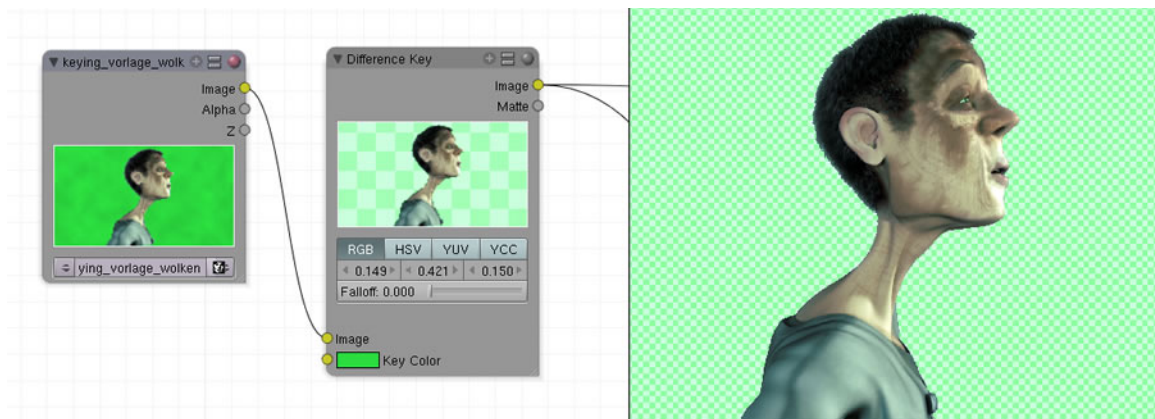 keying_vorlage_wolk
Image
Alpha
Z
ying_vorlage_wolken
Difference Key
Image
Matte
RGB HSV YUV YCC
0.149 0.421 0.150
Falloff: 0.000
Image
Key Color